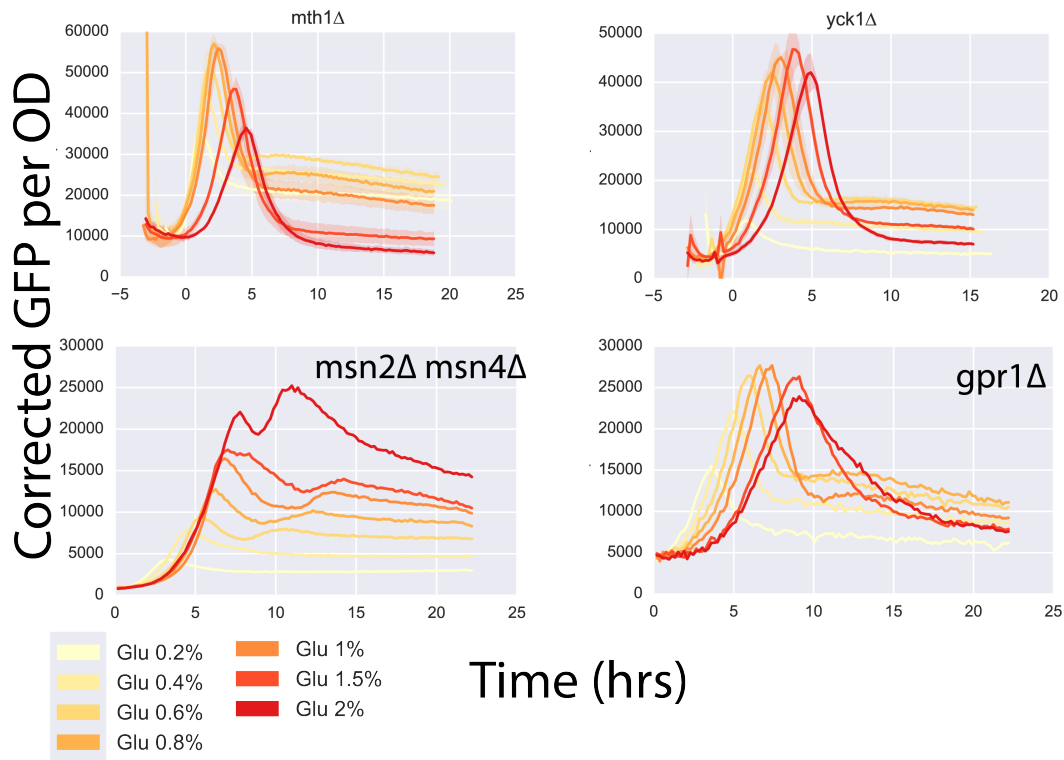 mth1Δ
yck1Δ
60000
50000
40000
30000
20000
10000
0
−5 0 5 10 15 20 25
50000
40000
30000
20000
10000
0
−5 0 5 10 15 20
msn2Δ msn4Δ
30000
25000
20000
15000
10000
5000
0
0 5 10 15 20 25
gpr1Δ
30000
25000
20000
15000
10000
5000
0
0 5 10 15 20 25
Corrected GFP per OD
Time (hrs)
Glu 0.2%
Glu 0.4%
Glu 0.6%
Glu 0.8%
Glu 1%
Glu 1.5%
Glu 2%